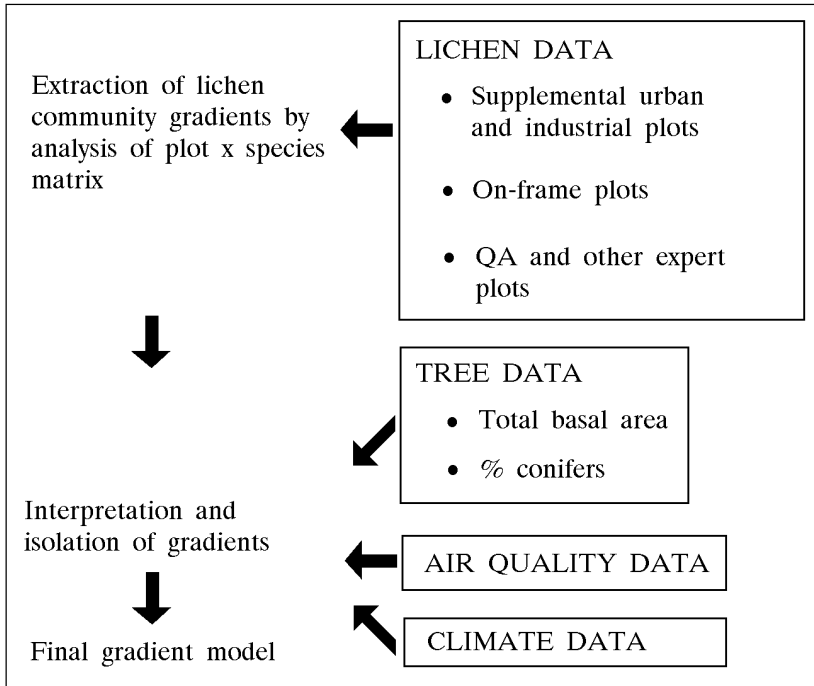 Extraction of lichen
community gradients by
analysis of plot x species
matrix
LICHEN DATA
• Supplemental urban
and industrial plots
• On-frame plots
• QA and other expert
plots
TREE DATA
• Total basal area
• % conifers
Interpretation and
isolation of gradients
AIR QUALITY DATA
CLIMATE DATA
Final gradient model